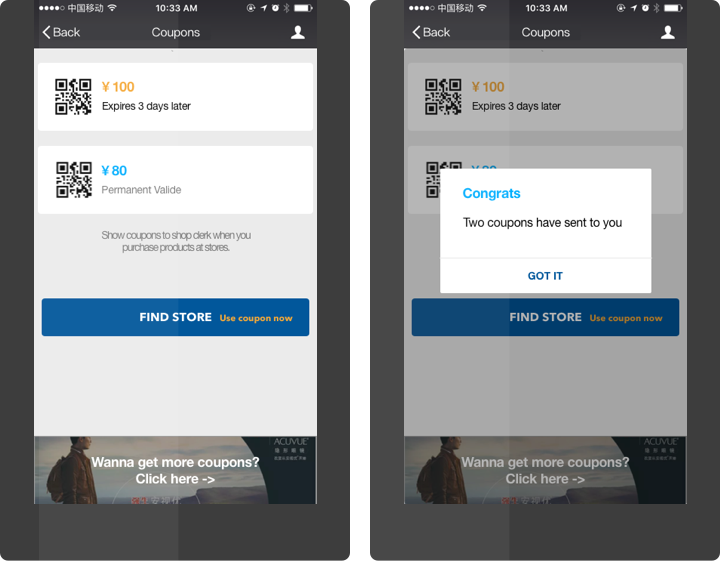 中国移动 10:33 AM
Back Coupons
¥ 100
Expires 3 days later
¥ 80
Permanent Valide
Show coupons to shop clerk when you
purchase products at stores.
FIND STORE Use coupon now
ACUVUE
Wanna get more coupons?
Click here ->
中国移动 10:33 AM
Back Coupons
¥ 100
Expires 3 days later
Congrats
Two coupons have sent to you
GOT IT
FIND STORE Use coupon now
ACUVUE
Wanna get more coupons?
Click here ->